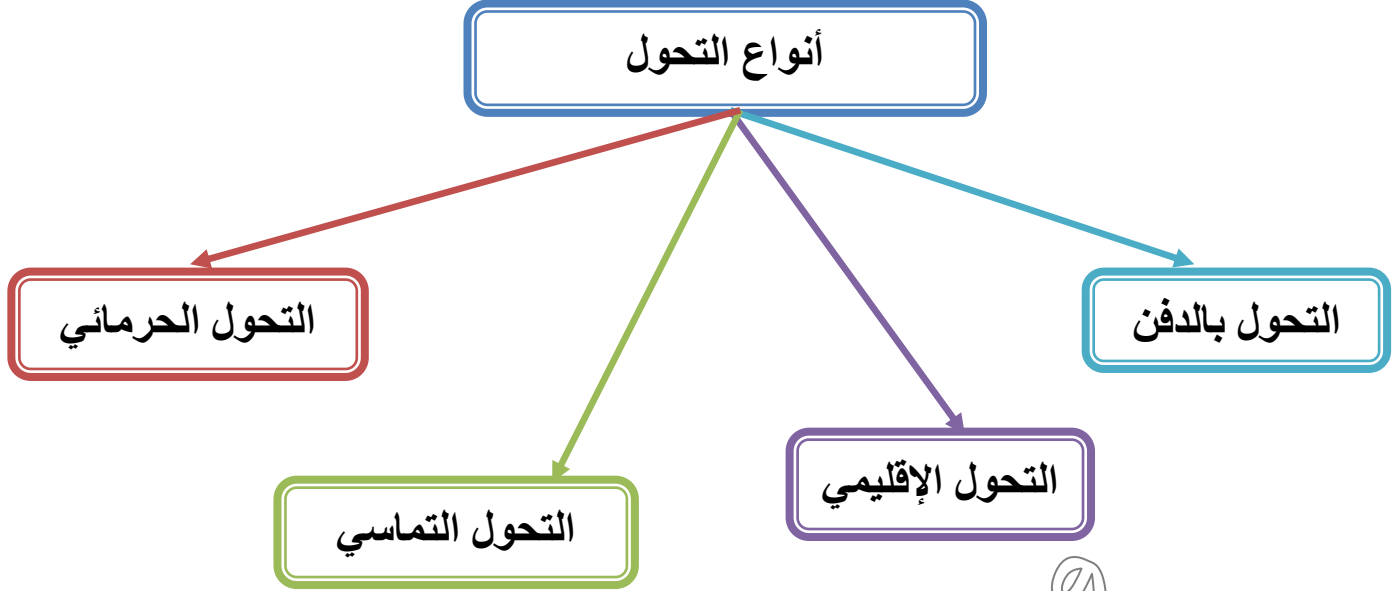 أنواع التحول
التحول بالدفن
التحول الإقليمي
التحول التماسي
التحول الحرمائي